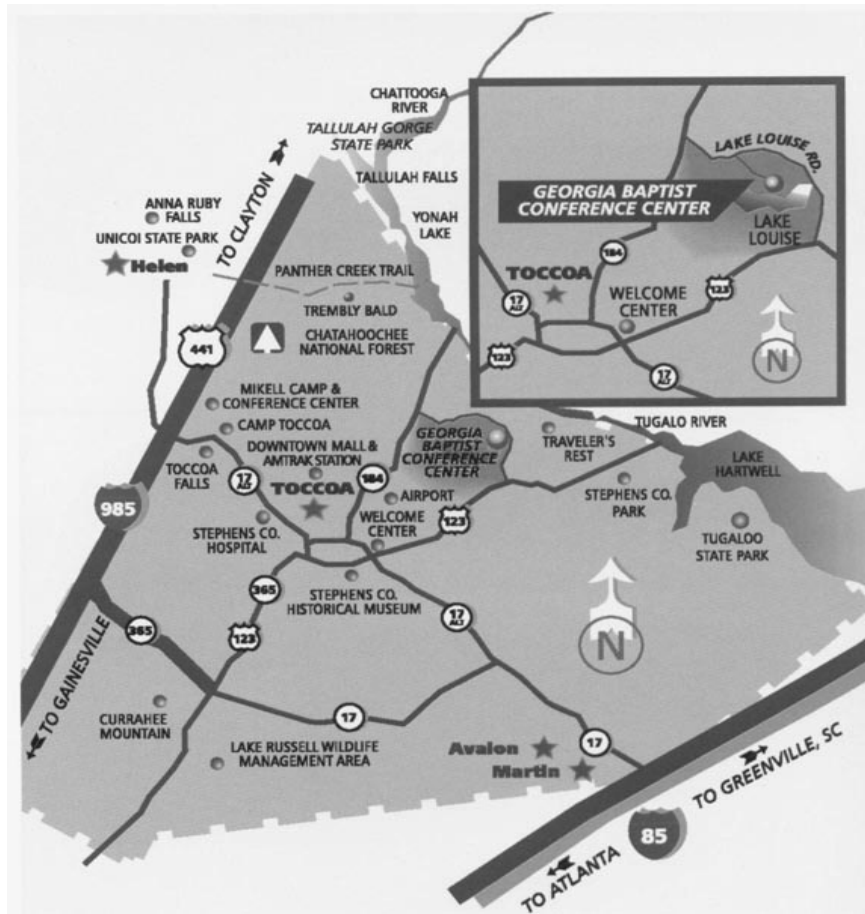 CHATTOOGA
RIVER
TALLULAH GORGE
STATE PARK
TALLULAH FALLS
YONAH
LAKE
TO CLAYTON
ANNA RUBY
FALLS
UNICOI STATE PARK
Helen
PANTHER CREEK TRAIL
TREMBLY BALD
441
CHATAHOOCHEE
NATIONAL FOREST
MIKELL CAMP &
CONFERENCE CENTER
CAMP TOCCOA
DOWNTOWN MALL &
AMTRAK STATION
TOCCOA
FALLS
17
ALT
TOCCOA
184
GEORGIA
BAPTIST
CONFERENCE
CENTER
AIRPORT
WELCOME
CENTER
123
985
STEPHENS CO.
HOSPITAL
STEPHENS CO.
HISTORICAL MUSEUM
365
123
365
17
ALT
TO GAINESVILLE
CURRAHEE
MOUNTAIN
17
LAKE RUSSELL WILDLIFE
MANAGEMENT AREA
Avalon
Martin
17
TRAVELER'S
REST
TUGALO RIVER
STEPHENS CO.
PARK
LAKE
HARTWELL
TUGALOO
STATE PARK
N
TO GREENVILLE, SC
85
TO ATLANTA
LAKE LOUISE RD.
GEORGIA BAPTIST
CONFERENCE CENTER
LAKE
LOUISE
184
TOCCOA
17
ALT
WELCOME
CENTER
123
123
17
ALT
N